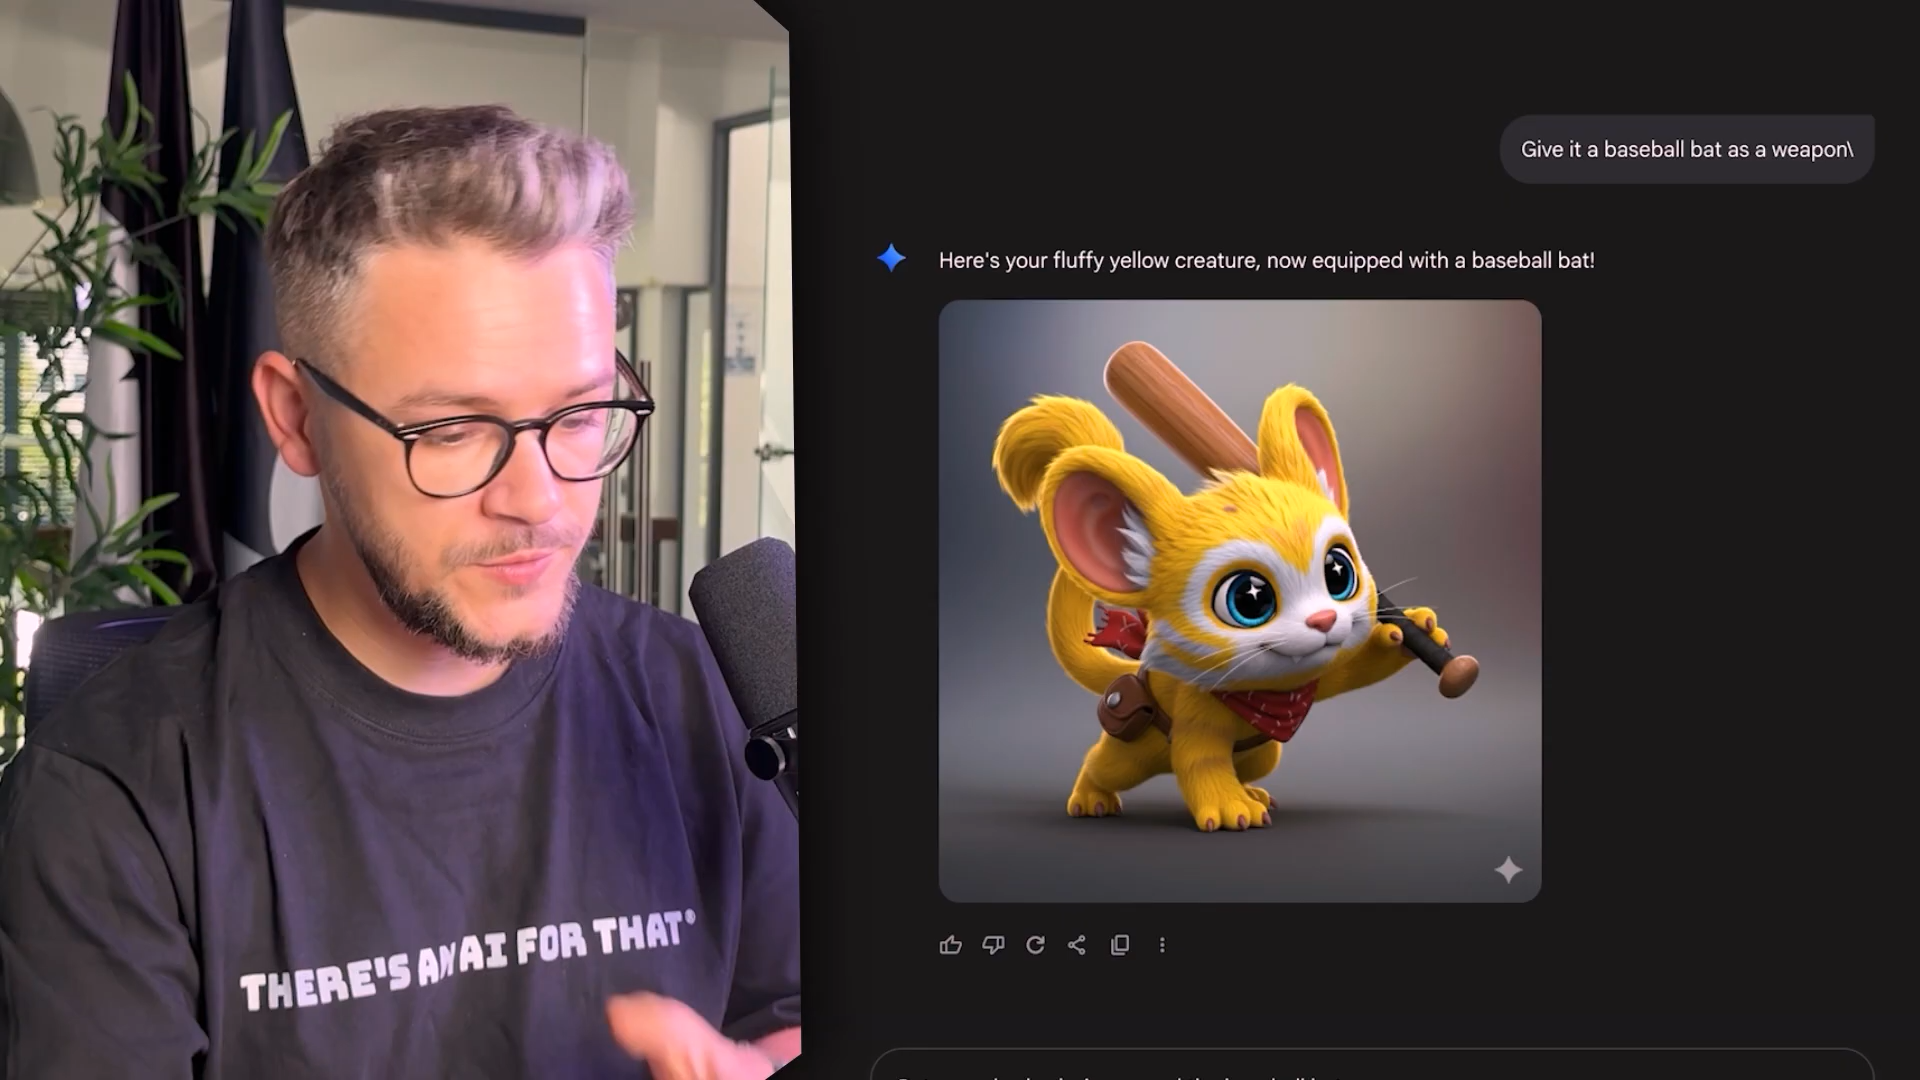 Give it a baseball bat as a weapon\
Here's your fluffy yellow creature, now equipped with a baseball bat!
THERE'S AN AI FOR THAT®